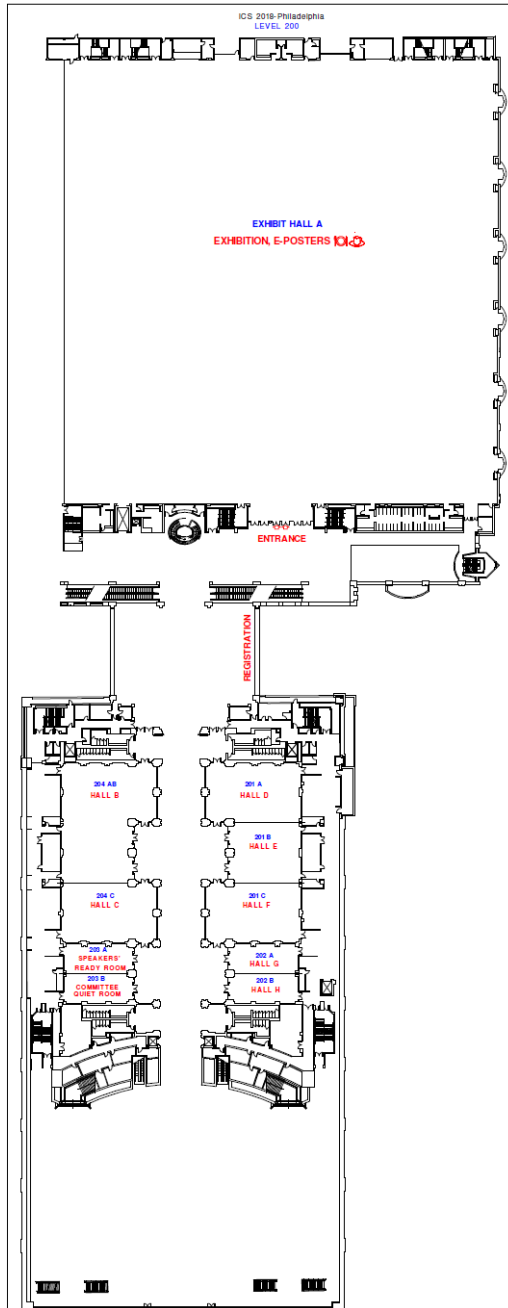 ICS 2018-Philadelphia
LEVEL 200
EXHIBIT HALL A
EXHIBITION, E-POSTERS
ENTRANCE
REGISTRATION
204 AB
HALL B
201 A
HALL D
201 B
HALL E
204 C
HALL C
201 C
HALL F
203 A
SPEAKERS'
READY ROOM
202 A
HALL G
203 B
COMMITTEE
QUIET ROOM
202 B
HALL H